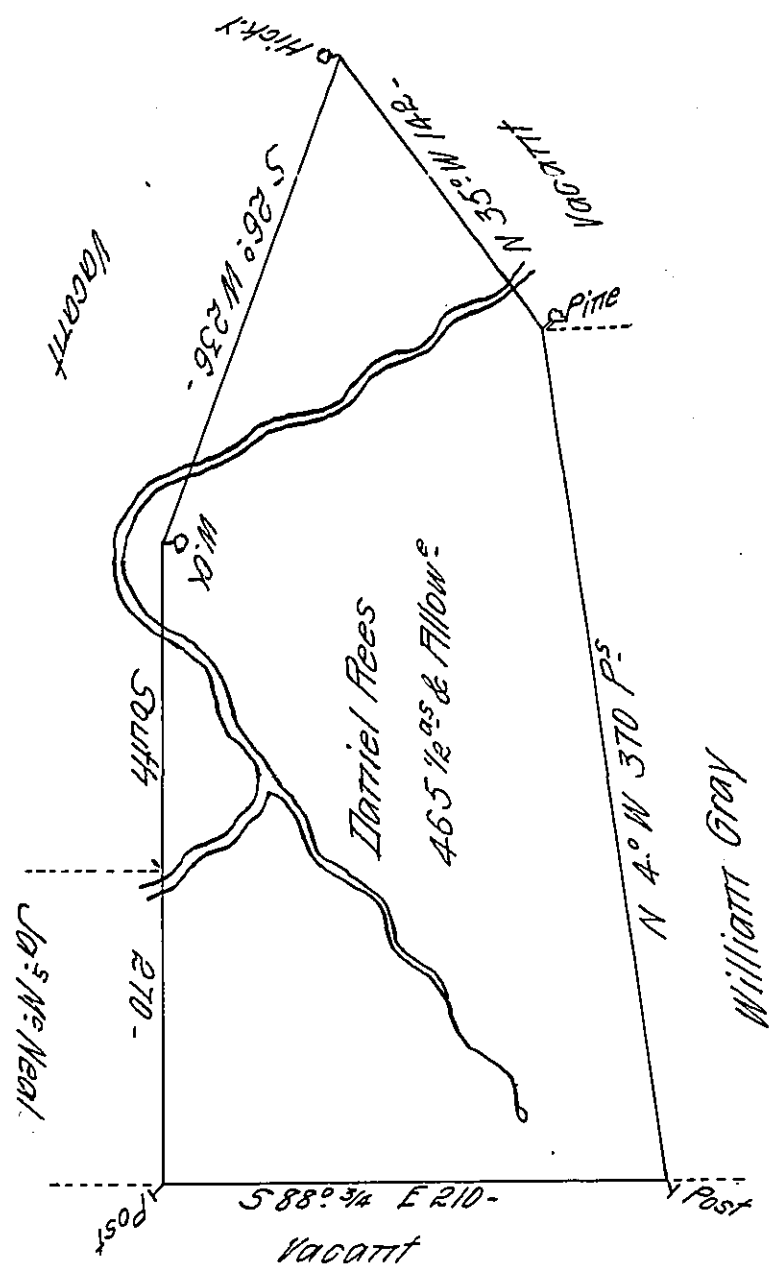 Hick.y
N 35° W 142-
Vacant
S 26° W 236-
Vacant
Pine
W.O.
Daniel Rees
465 1/2 as & Allowe
South
270-
N 4° W 370 Ps
William Gray
Jas. McNeal
Post
S 88° 3/4 E 210-
Post
Vacant